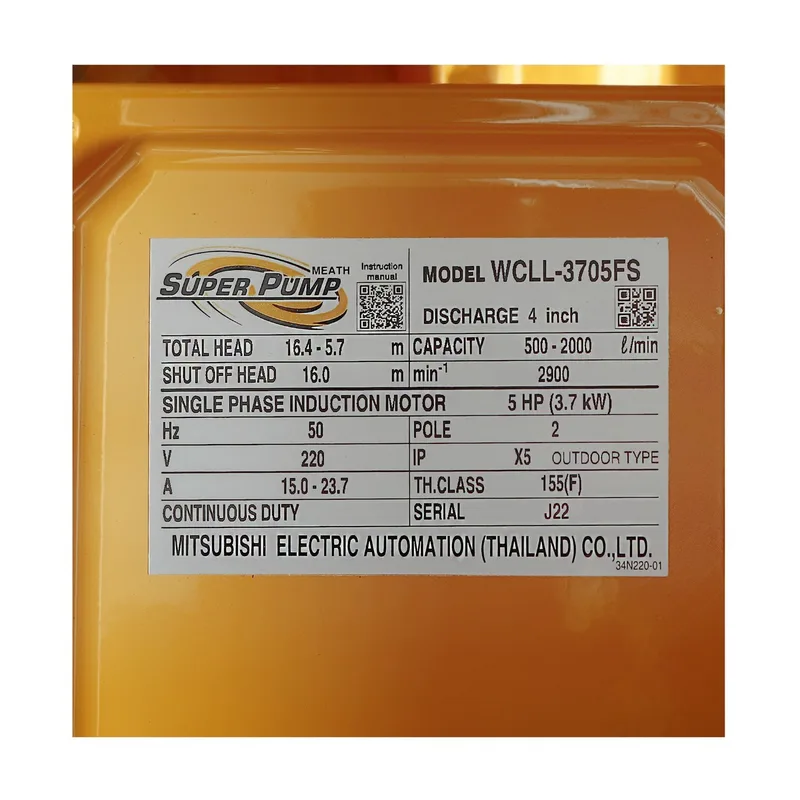 MEATH
SUPER PUMP
Instruction
manual
MODEL WCLL-3705FS
DISCHARGE 4 inch
TOTAL HEAD 16.4 - 5.7 m CAPACITY 500 - 2000 ℓ/min
SHUT OFF HEAD 16.0 m min-1 2900
SINGLE PHASE INDUCTION MOTOR 5 HP (3.7 kW)
Hz 50 POLE 2
V 220 IP X5 OUTDOOR TYPE
A 15.0 - 23.7 TH.CLASS 155(F)
CONTINUOUS DUTY SERIAL J22
MITSUBISHI ELECTRIC AUTOMATION (THAILAND) CO.,LTD.
34N220-01